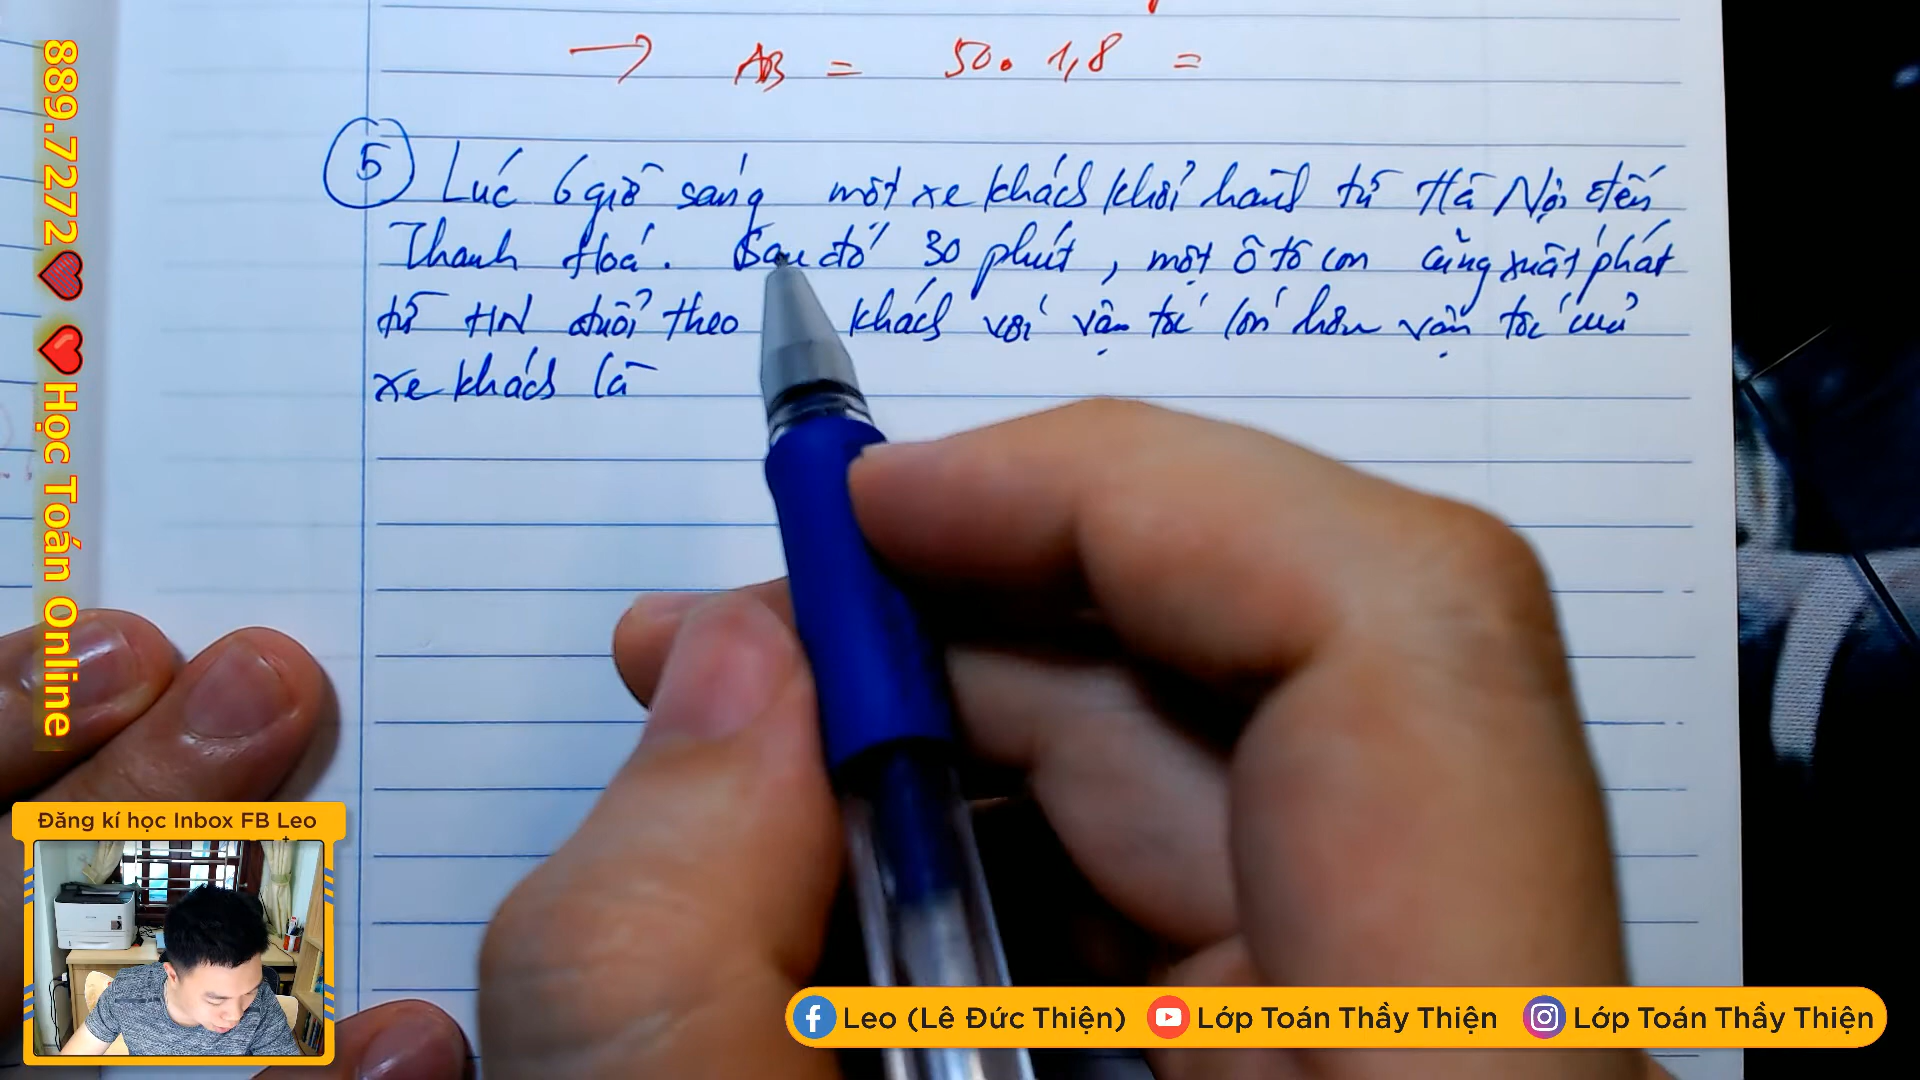 → AB = 50. 1,8 =
5 Lúc 6 giờ sáng một xe khách khởi hành từ Hà Nội đến
Thanh Hoá. Sau đó 30 phút, một ô tô con cũng xuất phát
từ HN đuổi theo khách với vận tốc lớn hơn vận tốc của
xe khách là
889.7272 ❤ ❤ Học Toán Online
Đăng kí học Inbox FB Leo
Leo (Lê Đức Thiện) Lớp Toán Thầy Thiện Lớp Toán Thầy Thiện